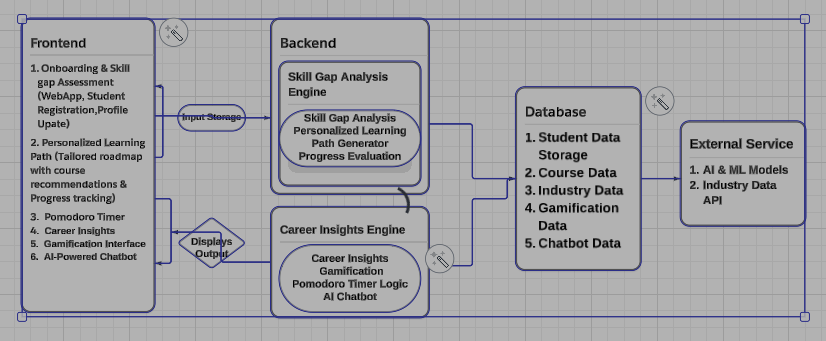 Frontend
1. Onboarding & Skill
gap Assessment
(WebApp, Student
Registration,Profile
Upate)
2. Personalized Learning
Path (Tailored roadmap
with course
recommendations &
Progress tracking)
3. Pomodoro Timer
4. Career Insights
5. Gamification Interface
6. AI-Powered Chatbot
Input Storage
Displays
Output
Backend
Skill Gap Analysis
Engine
Skill Gap Analysis
Personalized Learning
Path Generator
Progress Evaluation
Career Insights Engine
Career Insights
Gamification
Pomodoro Timer Logic
AI Chatbot
Database
1. Student Data
Storage
2. Course Data
3. Industry Data
4. Gamification
Data
5. Chatbot Data
External Service
1. AI & ML Models
2. Industry Data
API